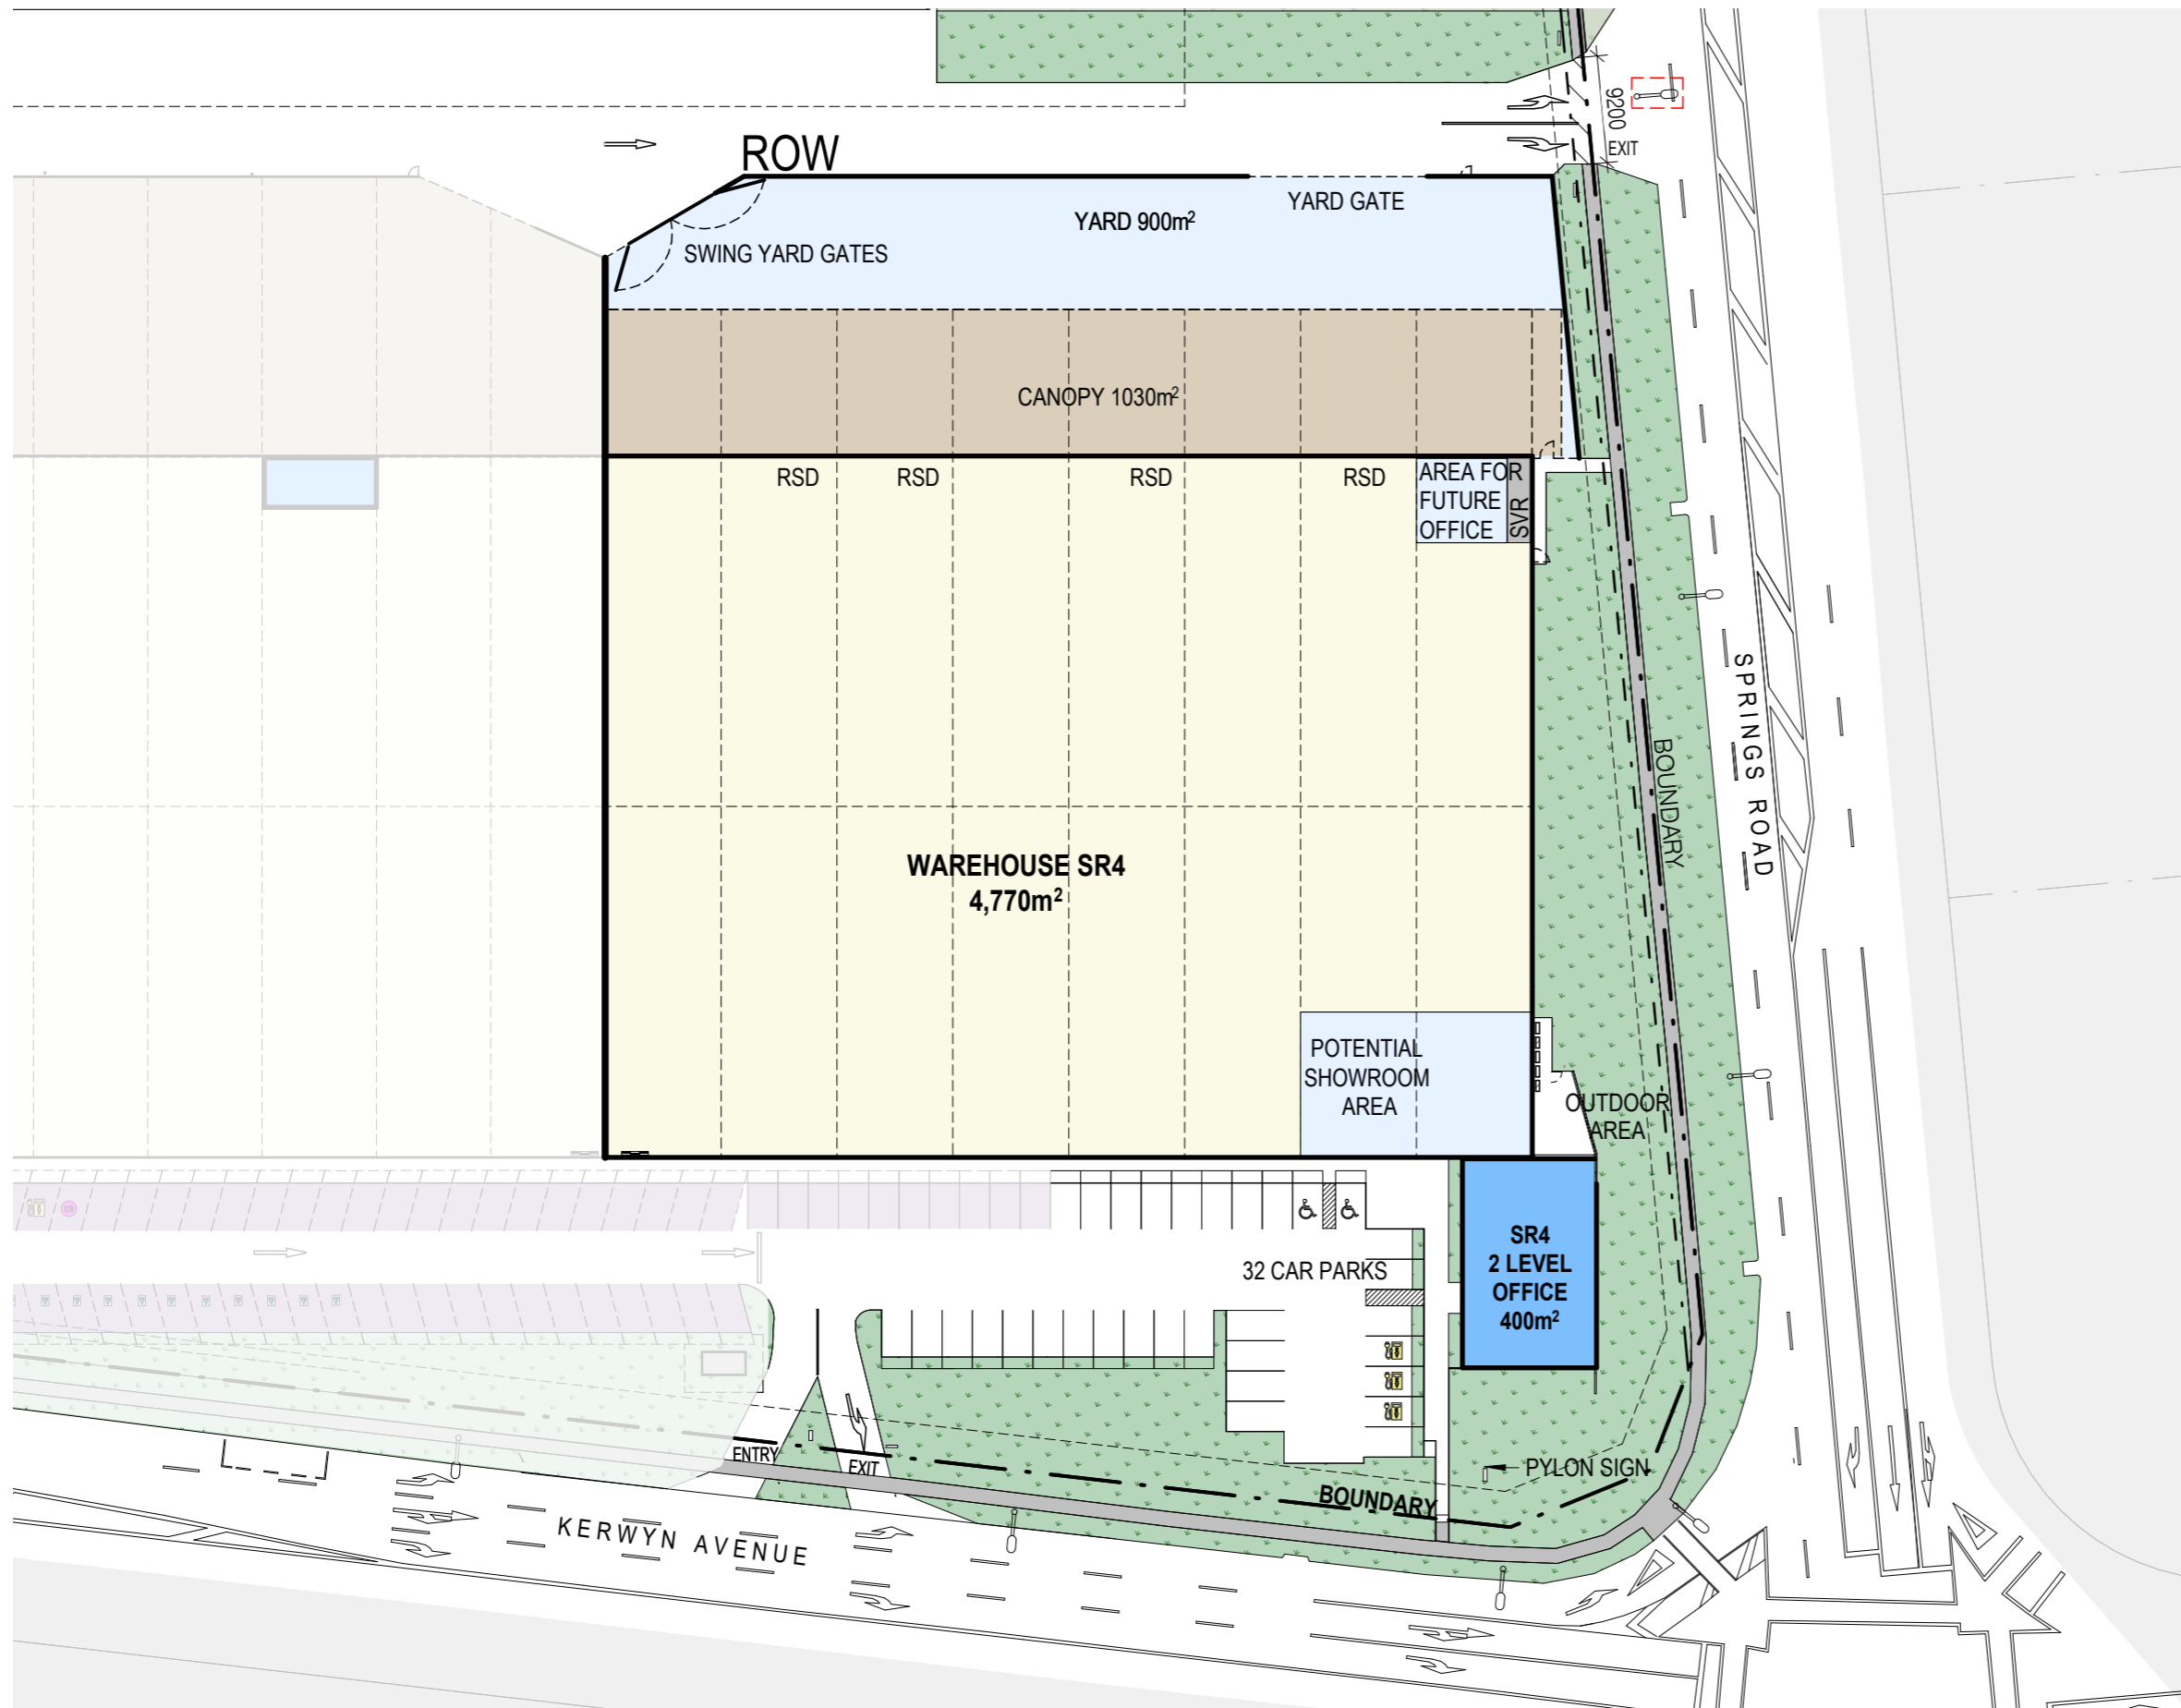 9200
EXIT
ROW
YARD GATE
YARD 900m²
SWING YARD GATES
CANOPY 1030m²
RSD
RSD
RSD
RSD
AREA FOR
FUTURE
OFFICE
SVR
SPRINGS ROAD
BOUNDARY
WAREHOUSE SR4
4,770m²
POTENTIAL
SHOWROOM
AREA
OUTDOOR
AREA
SR4
2 LEVEL
OFFICE
400m²
32 CAR PARKS
ENTRY
EXIT
PYLON SIGN
BOUNDARY
KERWYN AVENUE